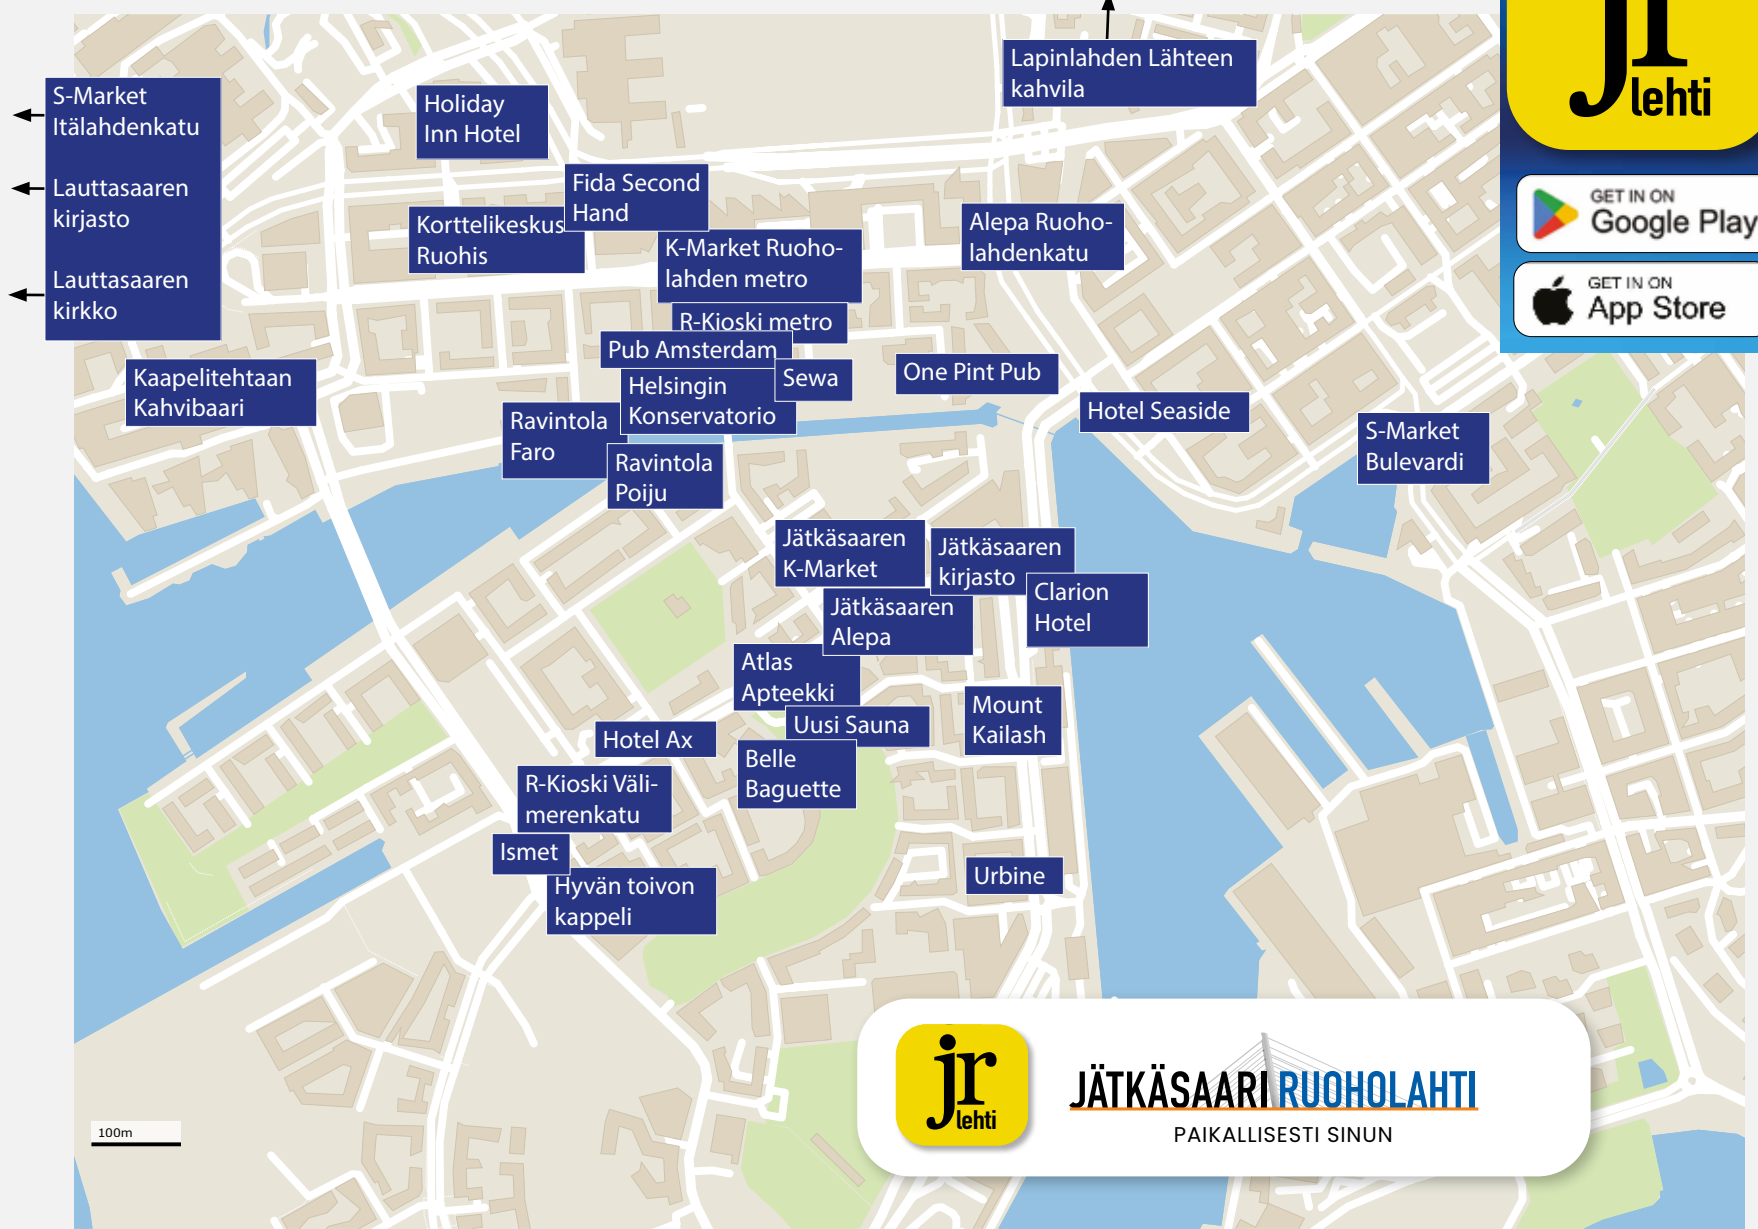 Lapinlahden Lähteen
kahvila
jr
lehti
GET IN ON
Google Play
GET IN ON
App Store
S-Market
Itälahdenkatu
Lauttasaaren
kirjasto
Lauttasaaren
kirkko
Holiday
Inn Hotel
Fida Second
Hand
Korttelikeskus
Ruohis
K-Market Ruoho-
lahden metro
Alepa Ruoho-
lahdenkatu
R-Kioski metro
Pub Amsterdam
Sewa
Helsingin
Konservatorio
One Pint Pub
Kaapelitehtaan
Kahvibaari
Ravintola
Faro
Ravintola
Poiju
Hotel Seaside
S-Market
Bulevardi
Jätkäsaaren
K-Market
Jätkäsaaren
kirjasto
Clarion
Hotel
Jätkäsaaren
Alepa
Atlas
Apteekki
Uusi Sauna
Mount
Kailash
Hotel Ax
Belle
Baguette
R-Kioski Väli-
merenkatu
Ismet
Hyvän toivon
kappeli
Urbine
100m
jr
lehti
JÄTKÄSAARI RUOHOLAHTI
PAIKALLISESTI SINUN